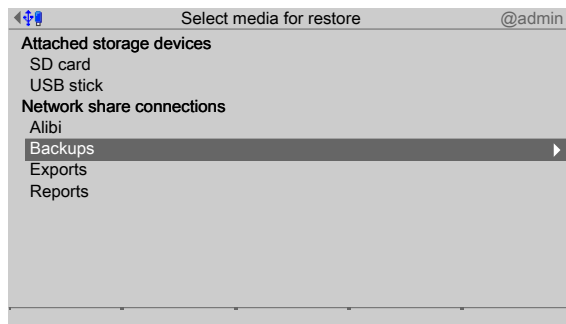 Select media for restore @admin
Attached storage devices
SD card
USB stick
Network share connections
Alibi
Backups
Exports
Reports